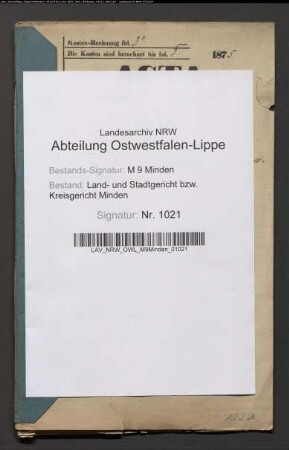 Kosten-Rechnung fol.
Die Kosten sind berechnet bis fol.
1875
ACTA
Landesarchiv NRW
Abteilung Ostwestfalen-Lippe
Bestands-Signatur: M 9 Minden
Bestand: Land- und Stadtgericht bzw.
Kreisgericht Minden
Signatur: Nr. 1021
LAV_NRW_OWL_M9Minden_01021